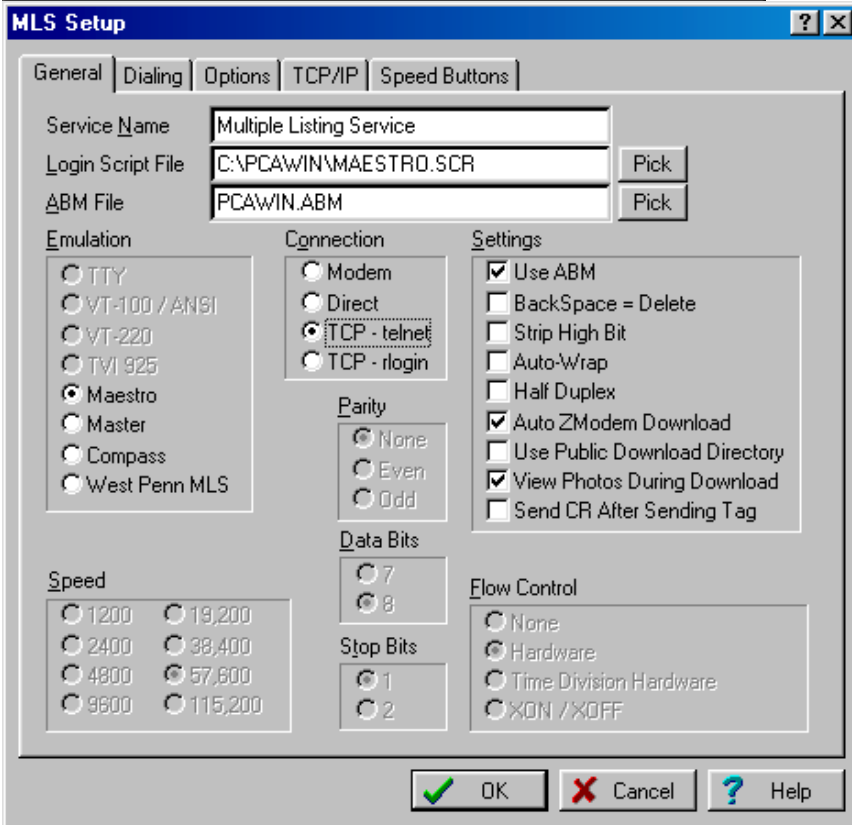 MLS Setup
General Dialing Options TCP/IP Speed Buttons
Service Name Multiple Listing Service
Login Script File C:\PCAWIN\MAESTRO.SCR Pick
ABM File PCAWIN.ABM Pick
Emulation
TTY
VT-100 / ANSI
VT-220
TVI 925
Maestro
Master
Compass
West Penn MLS
Connection
Modem
Direct
TCP - telnet
TCP - rlogin
Settings
Use ABM
BackSpace = Delete
Strip High Bit
Auto-Wrap
Half Duplex
Auto ZModem Download
Use Public Download Directory
View Photos During Download
Send CR After Sending Tag
Parity
None
Even
Odd
Data Bits
7
8
Speed
1200 19,200
2400 38,400
4800 57,600
9600 115,200
Stop Bits
1
2
Flow Control
None
Hardware
Time Division Hardware
XON / XOFF
OK Cancel Help